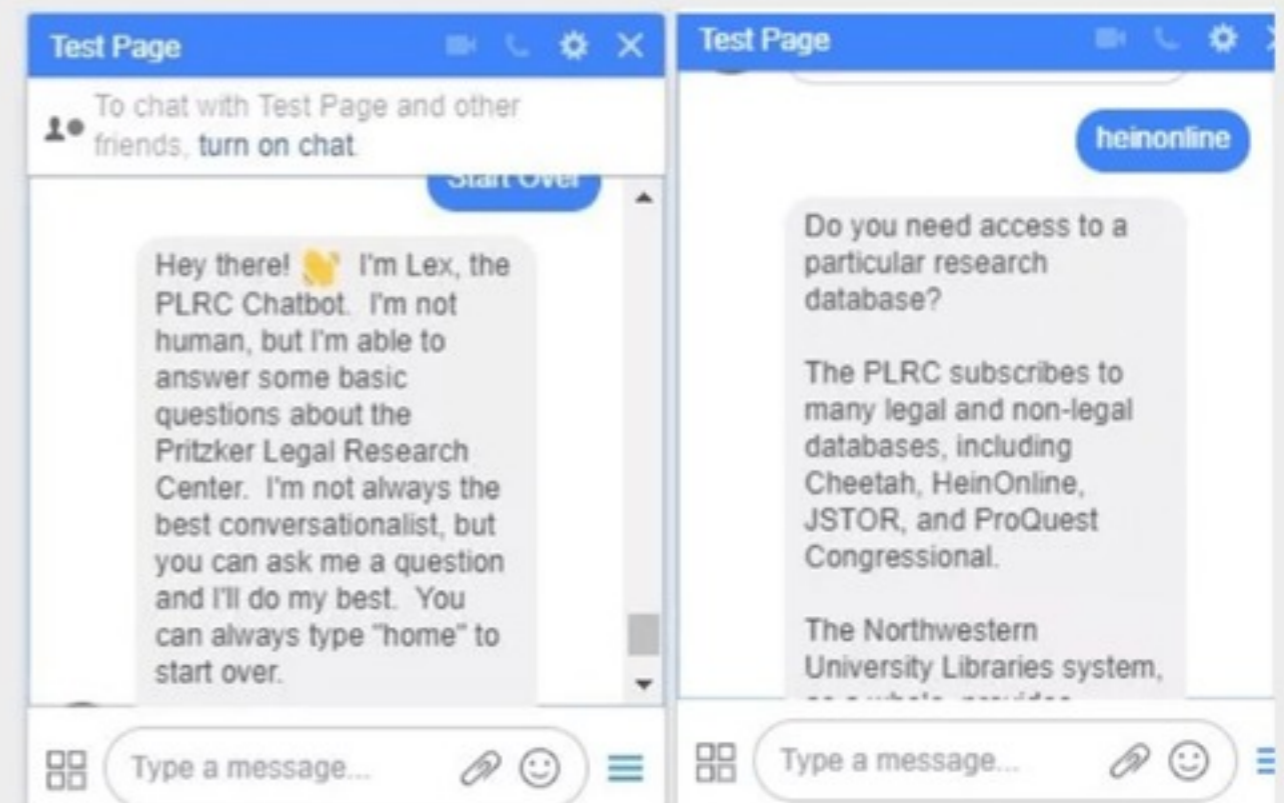 Test Page
To chat with Test Page and other
friends, turn on chat.
Start Over
Hey there! 👋 I'm Lex, the
PLRC Chatbot. I'm not
human, but I'm able to
answer some basic
questions about the
Pritzker Legal Research
Center. I'm not always the
best conversationalist, but
you can ask me a question
and I'll do my best. You
can always type "home" to
start over.
Type a message...
Test Page
heinonline
Do you need access to a
particular research
database?
The PLRC subscribes to
many legal and non-legal
databases, including
Cheetah, HeinOnline,
JSTOR, and ProQuest
Congressional.
The Northwestern
University Libraries system,
as a whole, provides
Type a message...